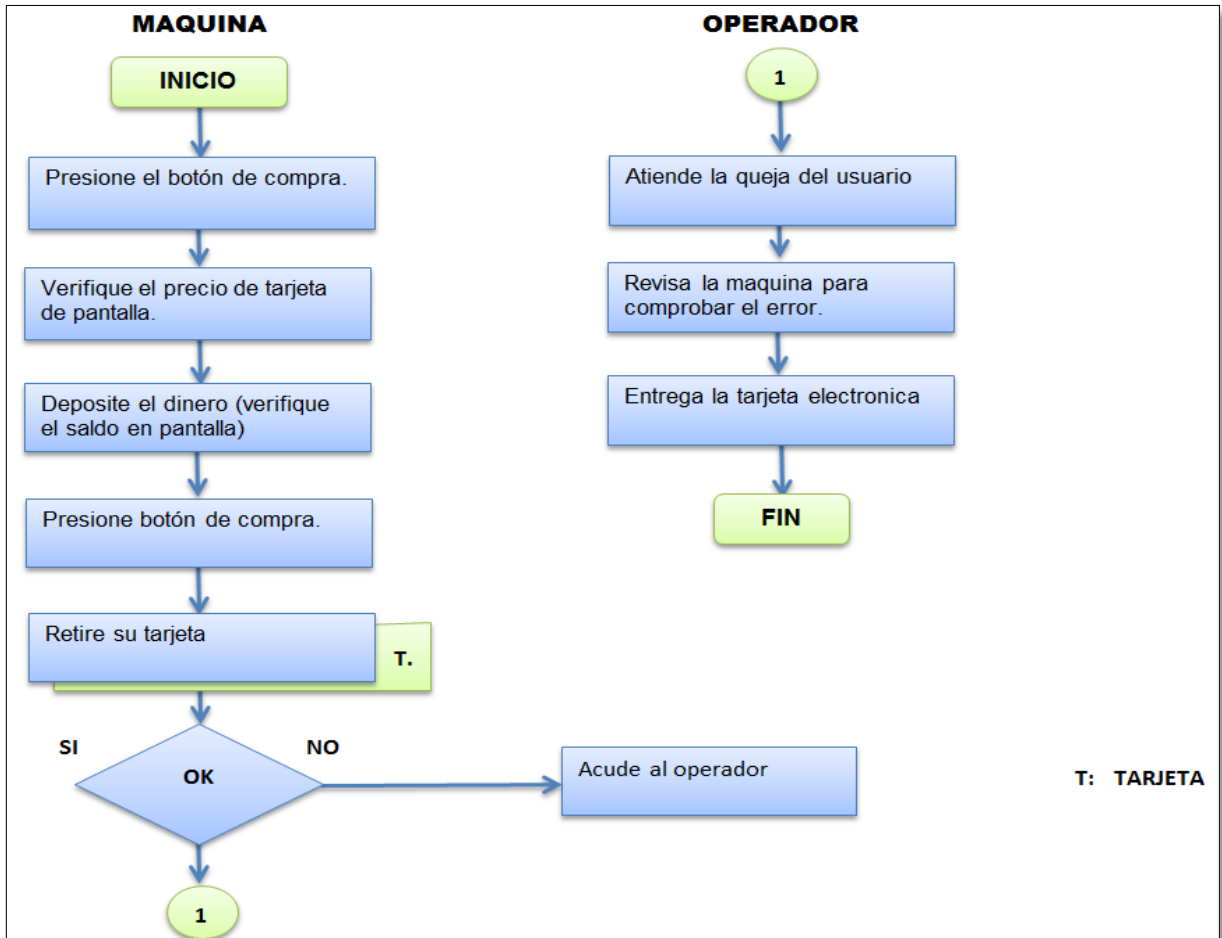 MAQUINA
INICIO
Presione el botón de compra.
Verifique el precio de tarjeta
de pantalla.
Deposite el dinero (verifique
el saldo en pantalla)
Presione botón de compra.
Retire su tarjeta
T.
SI
NO
OK
Acude al operador
1
OPERADOR
1
Atiende la queja del usuario
Revisa la maquina para
comprobar el error.
Entrega la tarjeta electronica
FIN
T: TARJETA